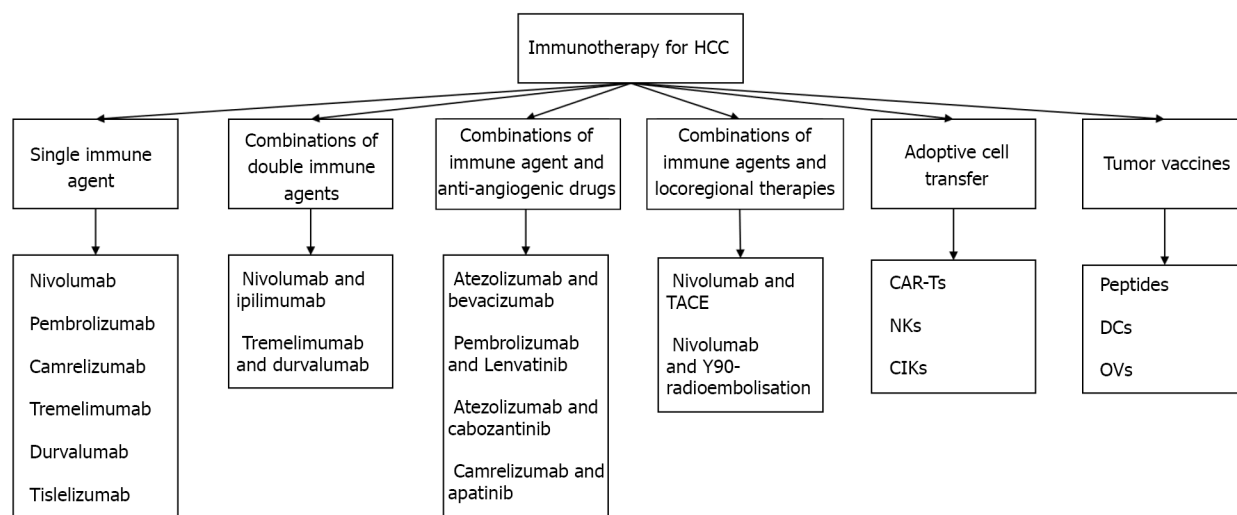 Immunotherapy for HCC
Single immune
agent
Combinations of
double immune
agents
Combinations of
immune agent and
anti-angiogenic drugs
Combinations of
immune agents and
locoregional therapies
Adoptive cell
transfer
Tumor vaccines
Nivolumab
Pembrolizumab
Camrelizumab
Tremelimumab
Durvalumab
Tislelizumab
Nivolumab and
ipilimumab
Tremelimumab
and durvalumab
Atezolizumab and
bevacizumab
Pembrolizumab
and Lenvatinib
Atezolizumab and
cabozantinib
Camrelizumab and
apatinib
Nivolumab and
TACE
Nivolumab
and Y90-
radioembolisation
CAR-Ts
NKs
CIKs
Peptides
DCs
OVs